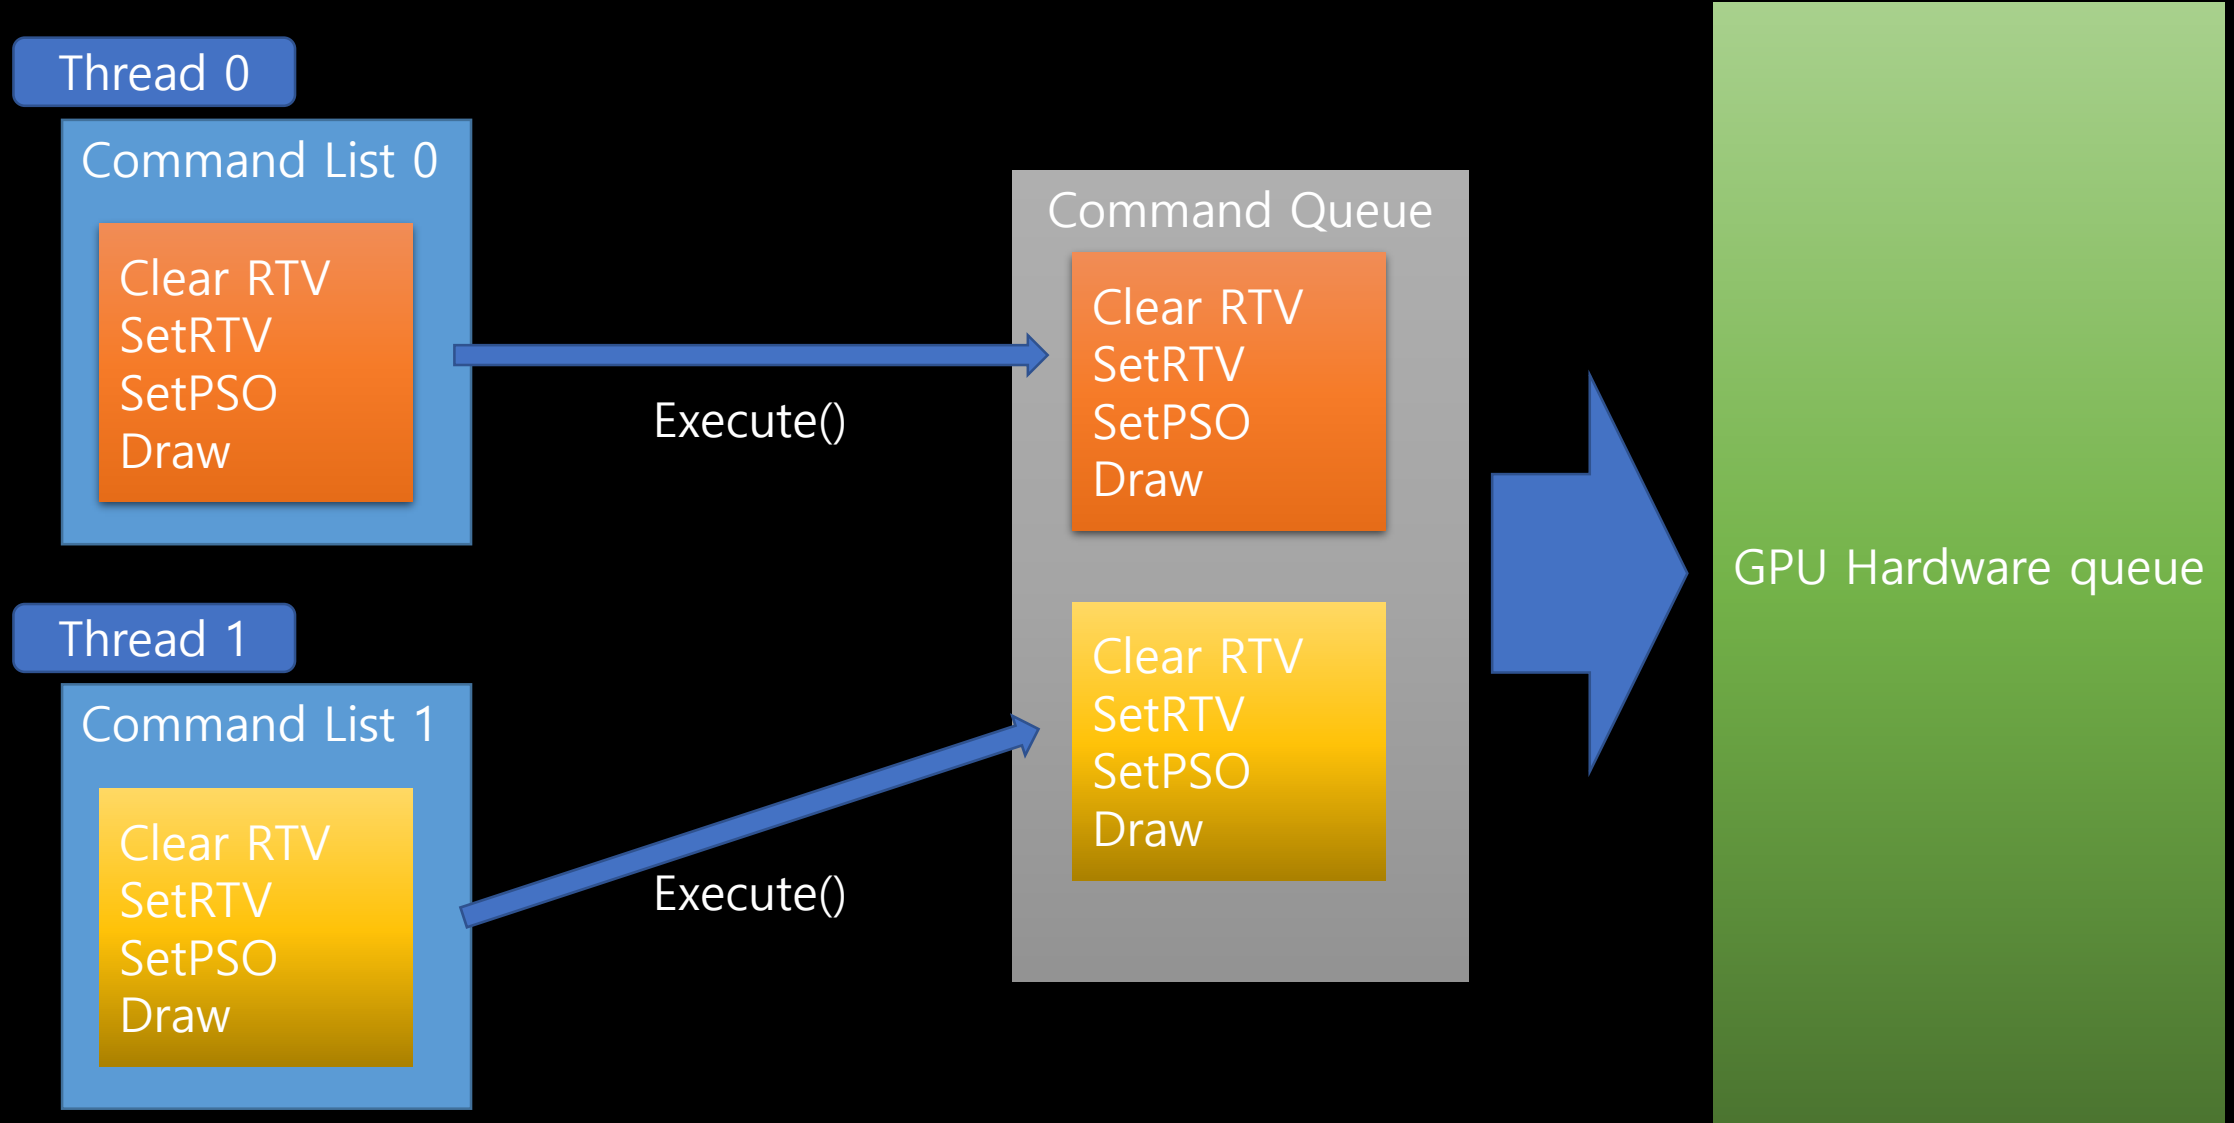 Thread 0
Command List 0
Clear RTV
SetRTV
SetPSO
Draw
Execute()
Thread 1
Command List 1
Clear RTV
SetRTV
SetPSO
Draw
Execute()
Command Queue
Clear RTV
SetRTV
SetPSO
Draw
Clear RTV
SetRTV
SetPSO
Draw
GPU Hardware queue